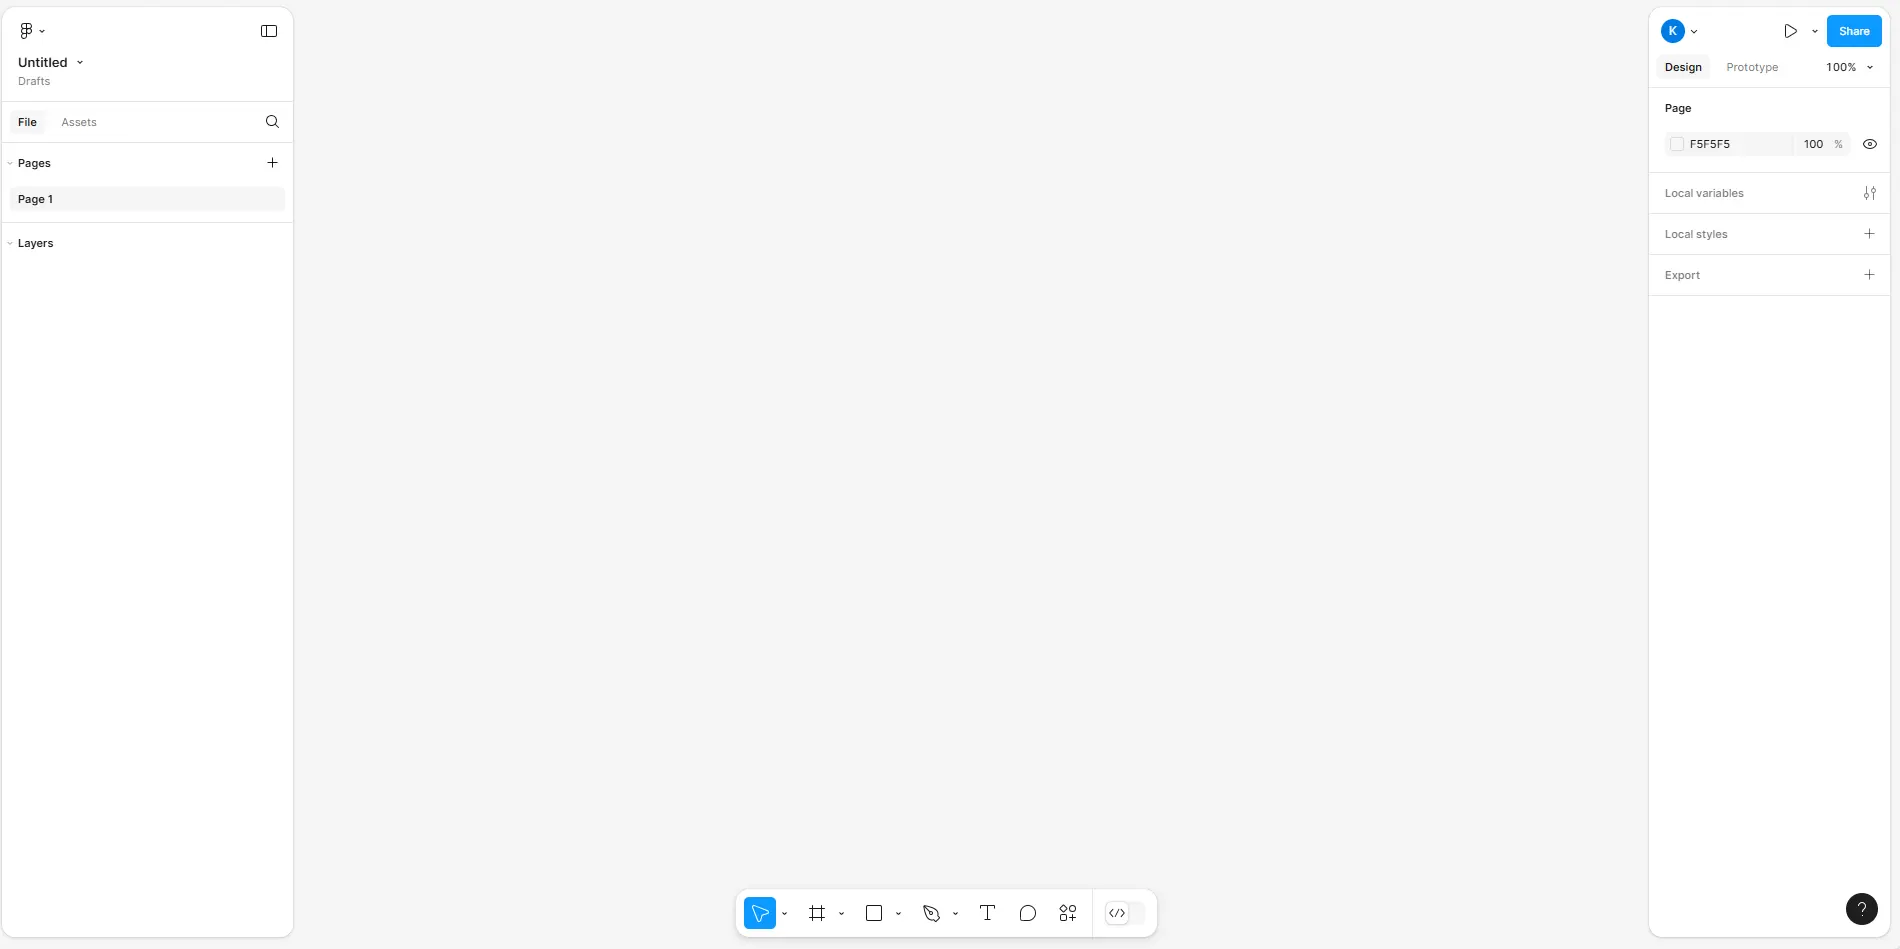 Untitled
Drafts
File
Assets
Pages
Page 1
Layers
K
Share
Design
Prototype
100%
Page
F5F5F5
100
%
Local variables
Local styles
Export
?